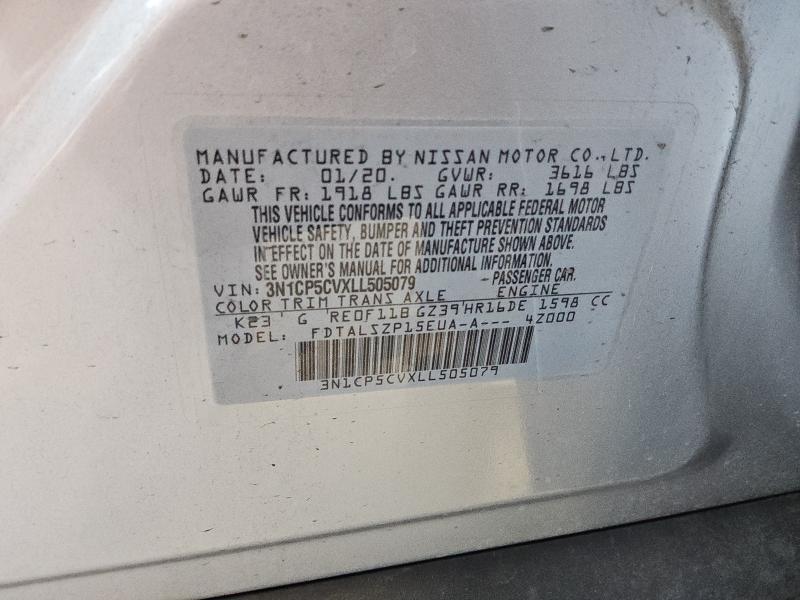 MANUFACTURED BY NISSAN MOTOR CO., LTD.
DATE: 01/20. GVWR: 3616 LBS
GAWR FR: 1918 LBS GAWR RR: 1698 LBS
THIS VEHICLE CONFORMS TO ALL APPLICABLE FEDERAL MOTOR
VEHICLE SAFETY, BUMPER AND THEFT PREVENTION STANDARDS
IN EFFECT ON THE DATE OF MANUFACTURE SHOWN ABOVE.
SEE OWNER'S MANUAL FOR ADDITIONAL INFORMATION.
VIN: 3N1CP5CVXLL505079 - PASSENGER CAR.
COLOR TRIM TRANS AXLE ENGINE
K23' G 'RE0F11B GZ39'HR16DE 1598 CC
MODEL: FDTALSZP15EUA-A--- 4Z000
3N1CP5CVXLL505079